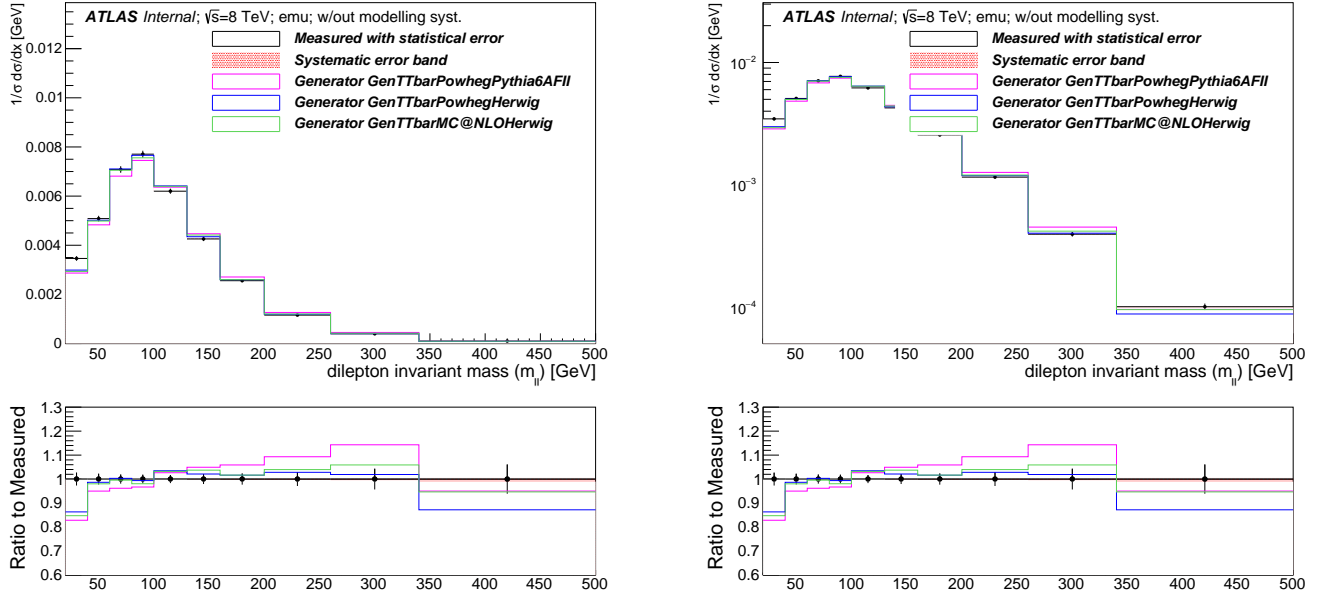 ATLAS Internal; √s=8 TeV; emu; w/out modelling syst.
Measured with statistical error
Systematic error band
Generator GenTTbarPowhegPythia6AFII
Generator GenTTbarPowhegHerwig
Generator GenTTbarMC@NLOHerwig
1/σ dσ/dx [GeV]
0.012
0.01
0.008
0.006
0.004
0.002
0
50 100 150 200 250 300 350 400 450 500
dilepton invariant mass (m_ll) [GeV]
Ratio to Measured
1.3
1.2
1.1
1
0.9
0.8
0.7
0.6
50 100 150 200 250 300 350 400 450 500
ATLAS Internal; √s=8 TeV; emu; w/out modelling syst.
Measured with statistical error
Systematic error band
Generator GenTTbarPowhegPythia6AFII
Generator GenTTbarPowhegHerwig
Generator GenTTbarMC@NLOHerwig
1/σ dσ/dx [GeV]
10⁻²
10⁻³
10⁻⁴
50 100 150 200 250 300 350 400 450 500
dilepton invariant mass (m_ll) [GeV]
Ratio to Measured
1.3
1.2
1.1
1
0.9
0.8
0.7
0.6
50 100 150 200 250 300 350 400 450 500